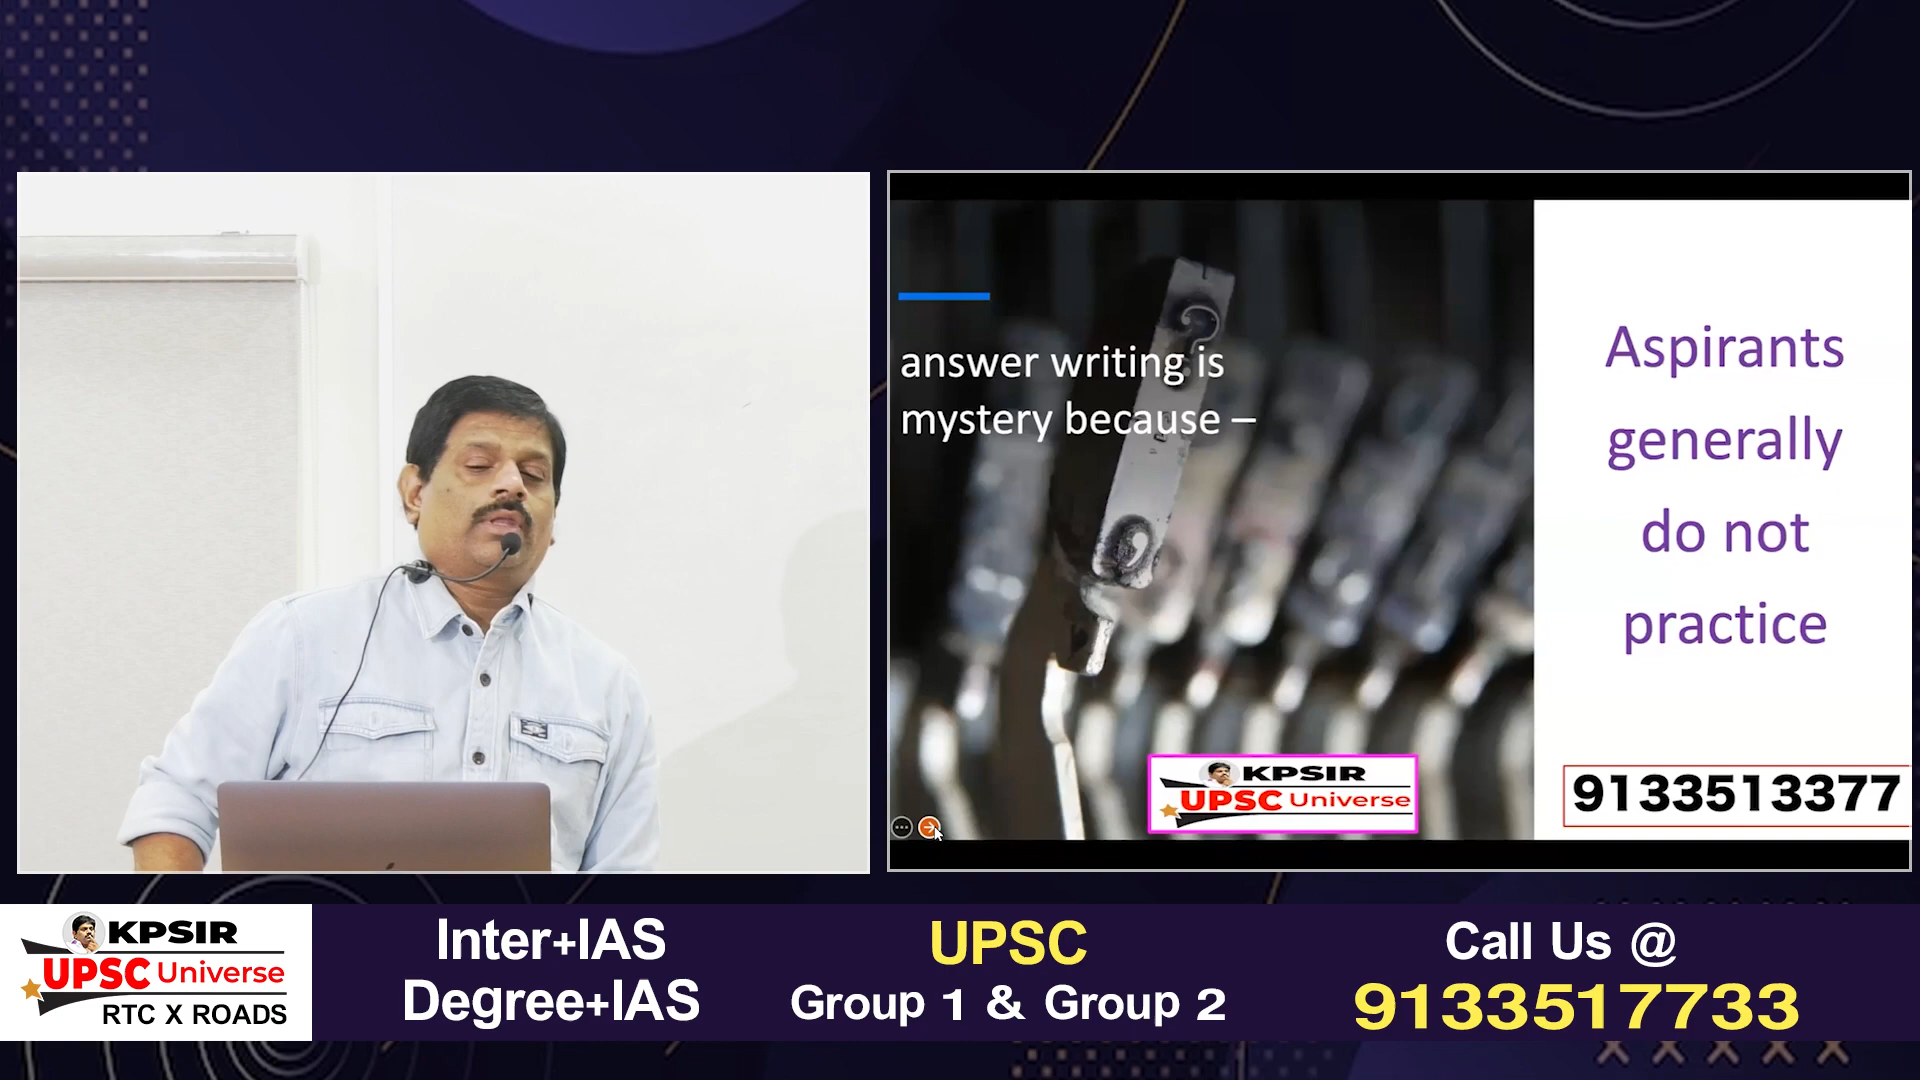 answer writing is
mystery because –
Aspirants
generally
do not
practice
KPSIR
UPSC Universe
9133513377
KPSIR
UPSC Universe
RTC X ROADS
Inter+IAS
Degree+IAS
UPSC
Group 1 & Group 2
Call Us @
9133517733